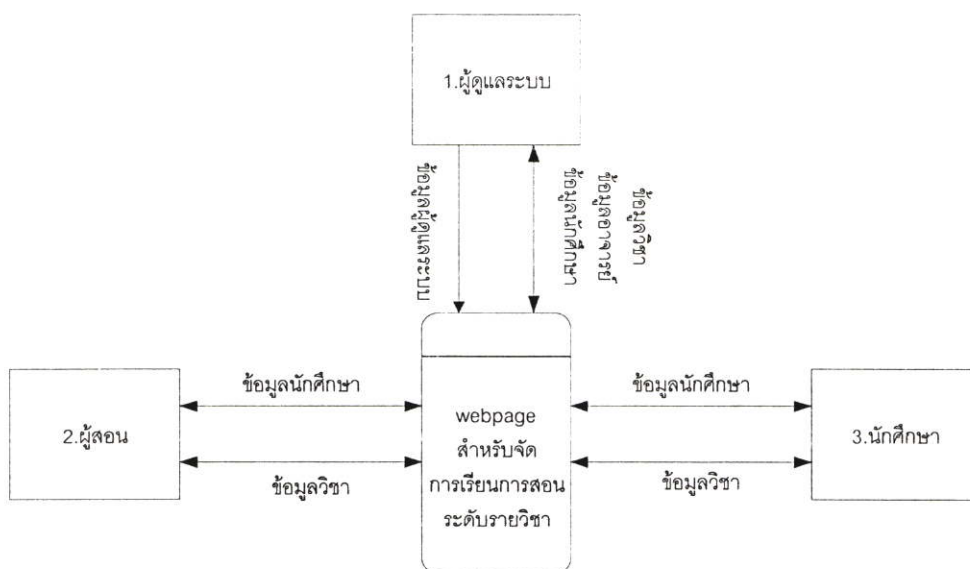 1.ผู้ดูแลระบบ
ข้อมูลผู้ดูแลระบบ
ข้อมูลนักศึกษา
ข้อมูลอาจารย์
ข้อมูลวิชา
ข้อมูลนักศึกษา
ข้อมูลนักศึกษา
2.ผู้สอน
webpage
สำหรับจัด
การเรียนการสอน
ระดับรายวิชา
3.นักศึกษา
ข้อมูลวิชา
ข้อมูลวิชา